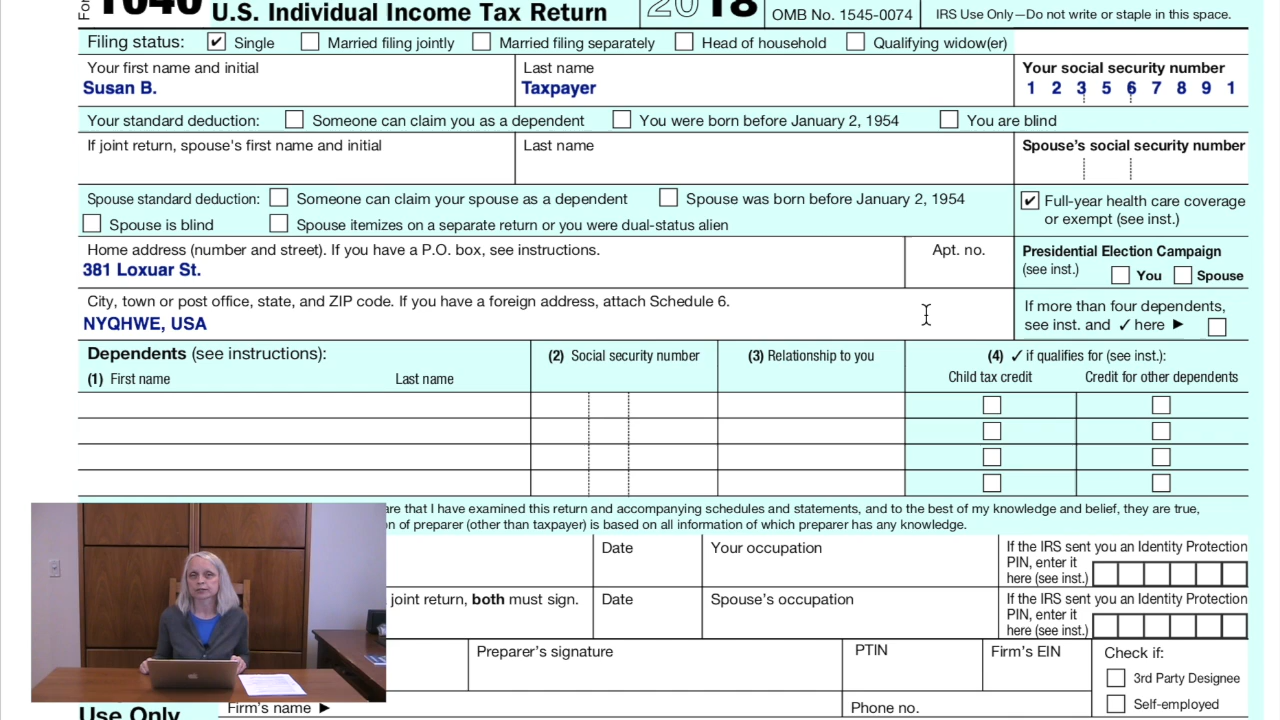 1040 U.S. Individual Income Tax Return 2018 OMB No. 1545-0074 IRS Use Only—Do not write or staple in this space.
Filing status: ✔ Single Married filing jointly Married filing separately Head of household Qualifying widow(er)
Your first name and initial Last name Your social security number
Susan B. Taxpayer 1 2 3 5 6 7 8 9 1
Your standard deduction: Someone can claim you as a dependent You were born before January 2, 1954 You are blind
If joint return, spouse's first name and initial Last name Spouse's social security number
Spouse standard deduction: Someone can claim your spouse as a dependent Spouse was born before January 2, 1954 ✔ Full-year health care coverage
Spouse is blind Spouse itemizes on a separate return or you were dual-status alien or exempt (see inst.)
Home address (number and street). If you have a P.O. box, see instructions. Apt. no. Presidential Election Campaign
381 Loxuar St. (see inst.) You Spouse
City, town or post office, state, and ZIP code. If you have a foreign address, attach Schedule 6. If more than four dependents,
NYQHWE, USA see inst. and ✓ here ►
Dependents (see instructions): (2) Social security number (3) Relationship to you (4) ✓ if qualifies for (see inst.):
(1) First name Last name Child tax credit Credit for other dependents
that I have examined this return and accompanying schedules and statements, and to the best of my knowledge and belief, they are true,
of preparer (other than taxpayer) is based on all information of which preparer has any knowledge.
Date Your occupation If the IRS sent you an Identity Protection
PIN, enter it
here (see inst.)
joint return, both must sign. Date Spouse's occupation If the IRS sent you an Identity Protection
PIN, enter it
here (see inst.)
Preparer's signature PTIN Firm's EIN Check if:
3rd Party Designee
Self-employed
Use Only Firm's name ► Phone no.